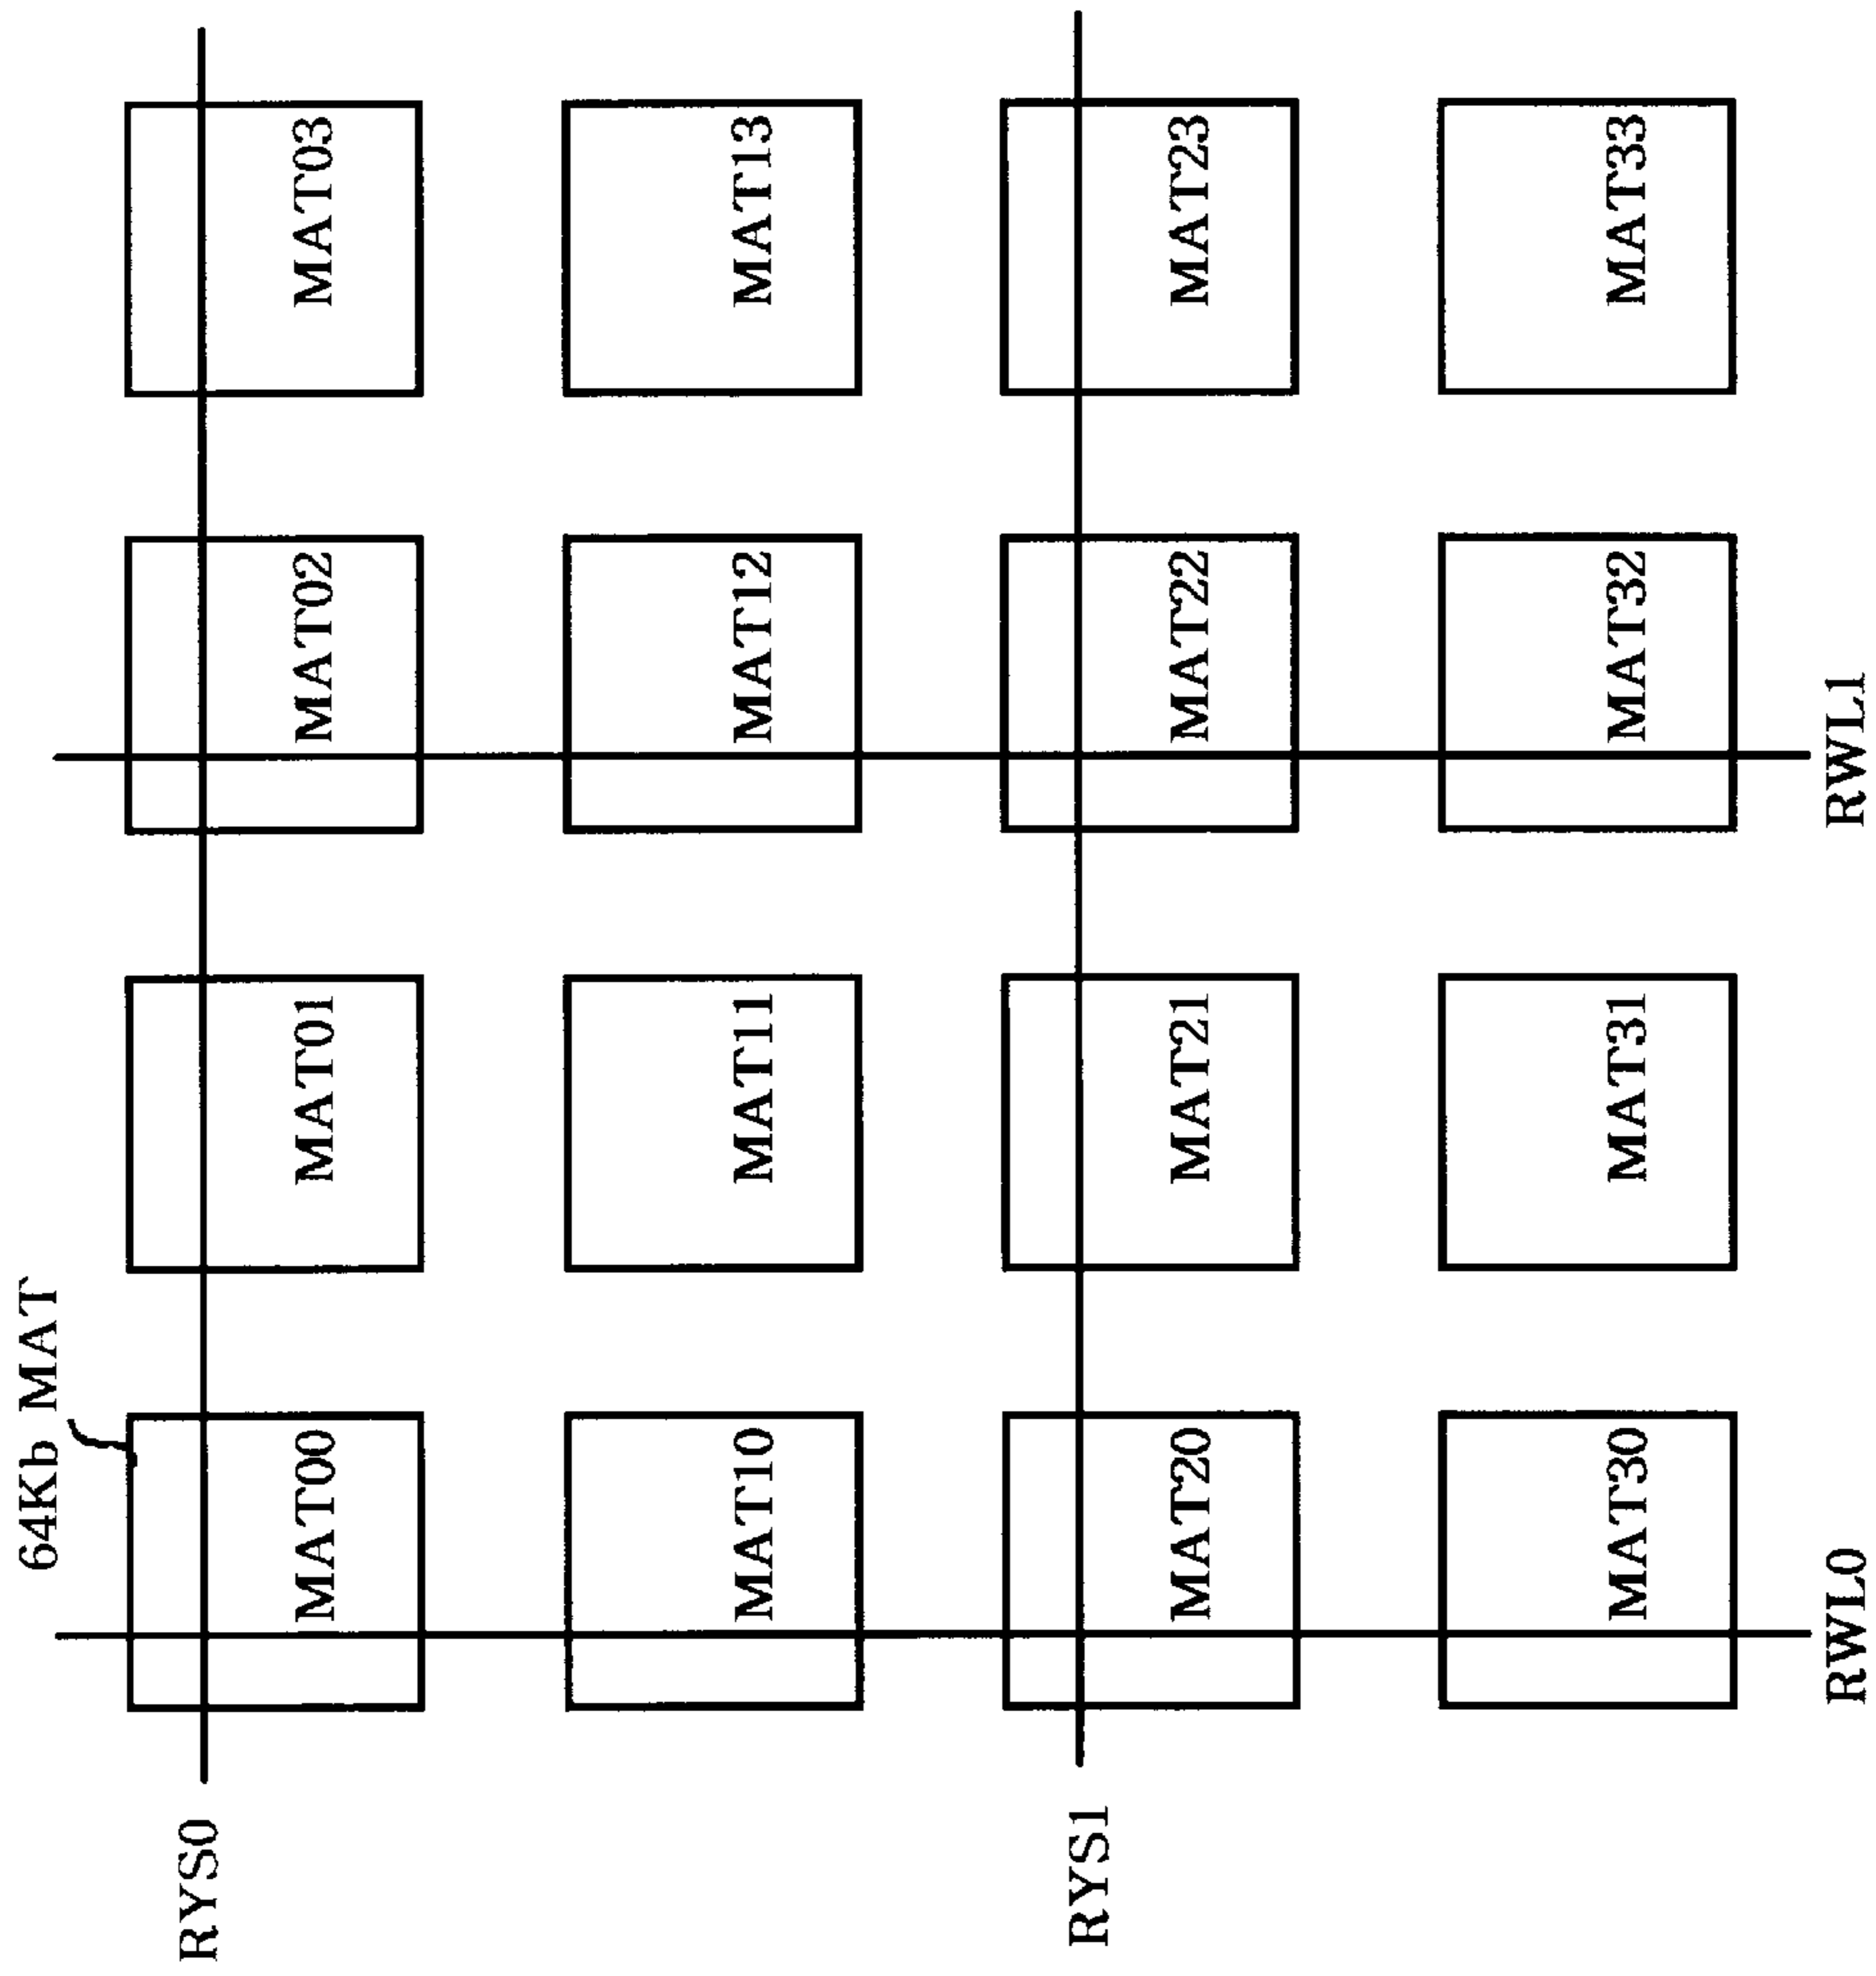 64Kb MAT
RYS0
MAT00
MAT01
MAT02
MAT03
MAT10
MAT11
MAT12
MAT13
RYS1
MAT20
MAT21
MAT22
MAT23
MAT30
MAT31
MAT32
MAT33
RWL0
RWL1